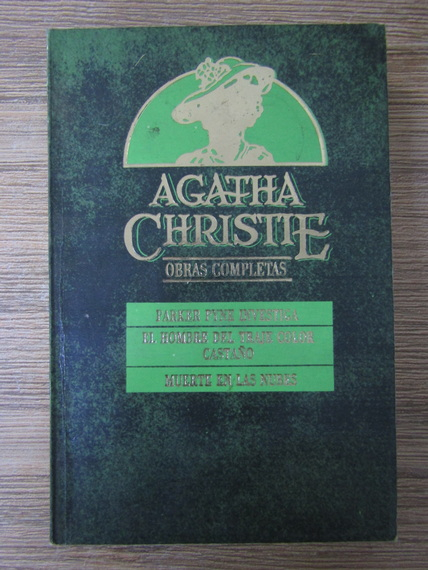 AGATHA
CHRISTIE
OBRAS COMPLETAS
PARKER PYNE INVESTIGA
EL HOMBRE DEL TRAJE COLOR
CASTAÑO
MUERTE EN LAS NUBES